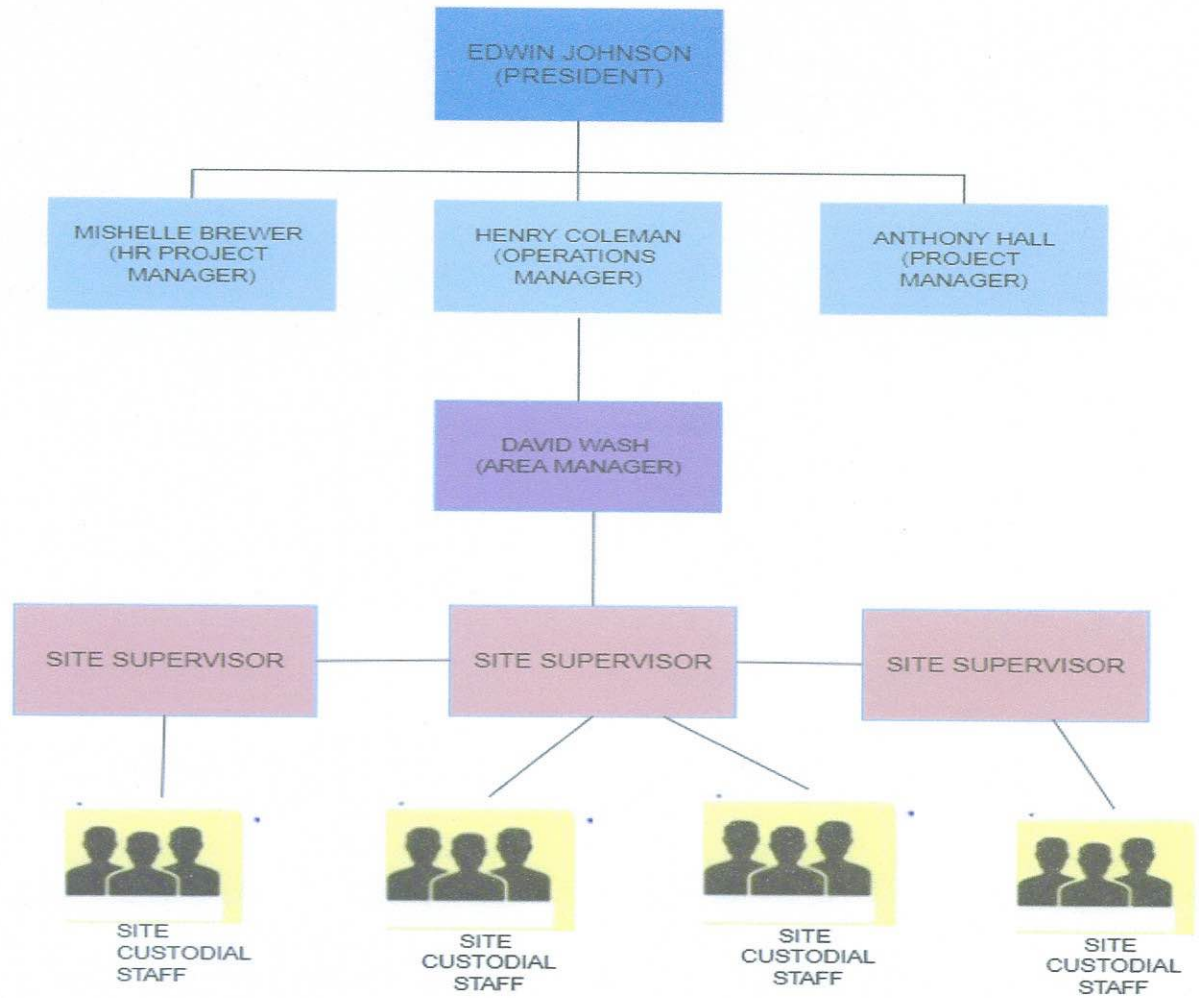 EDWIN JOHNSON
(PRESIDENT)
MISHELLE BREWER
(HR PROJECT
MANAGER)
HENRY COLEMAN
(OPERATIONS
MANAGER)
ANTHONY HALL
(PROJECT
MANAGER)
DAVID WASH
(AREA MANAGER)
SITE SUPERVISOR
SITE SUPERVISOR
SITE SUPERVISOR
SITE
CUSTODIAL
STAFF
SITE
CUSTODIAL
STAFF
SITE
CUSTODIAL
STAFF
SITE
CUSTODIAL
STAFF